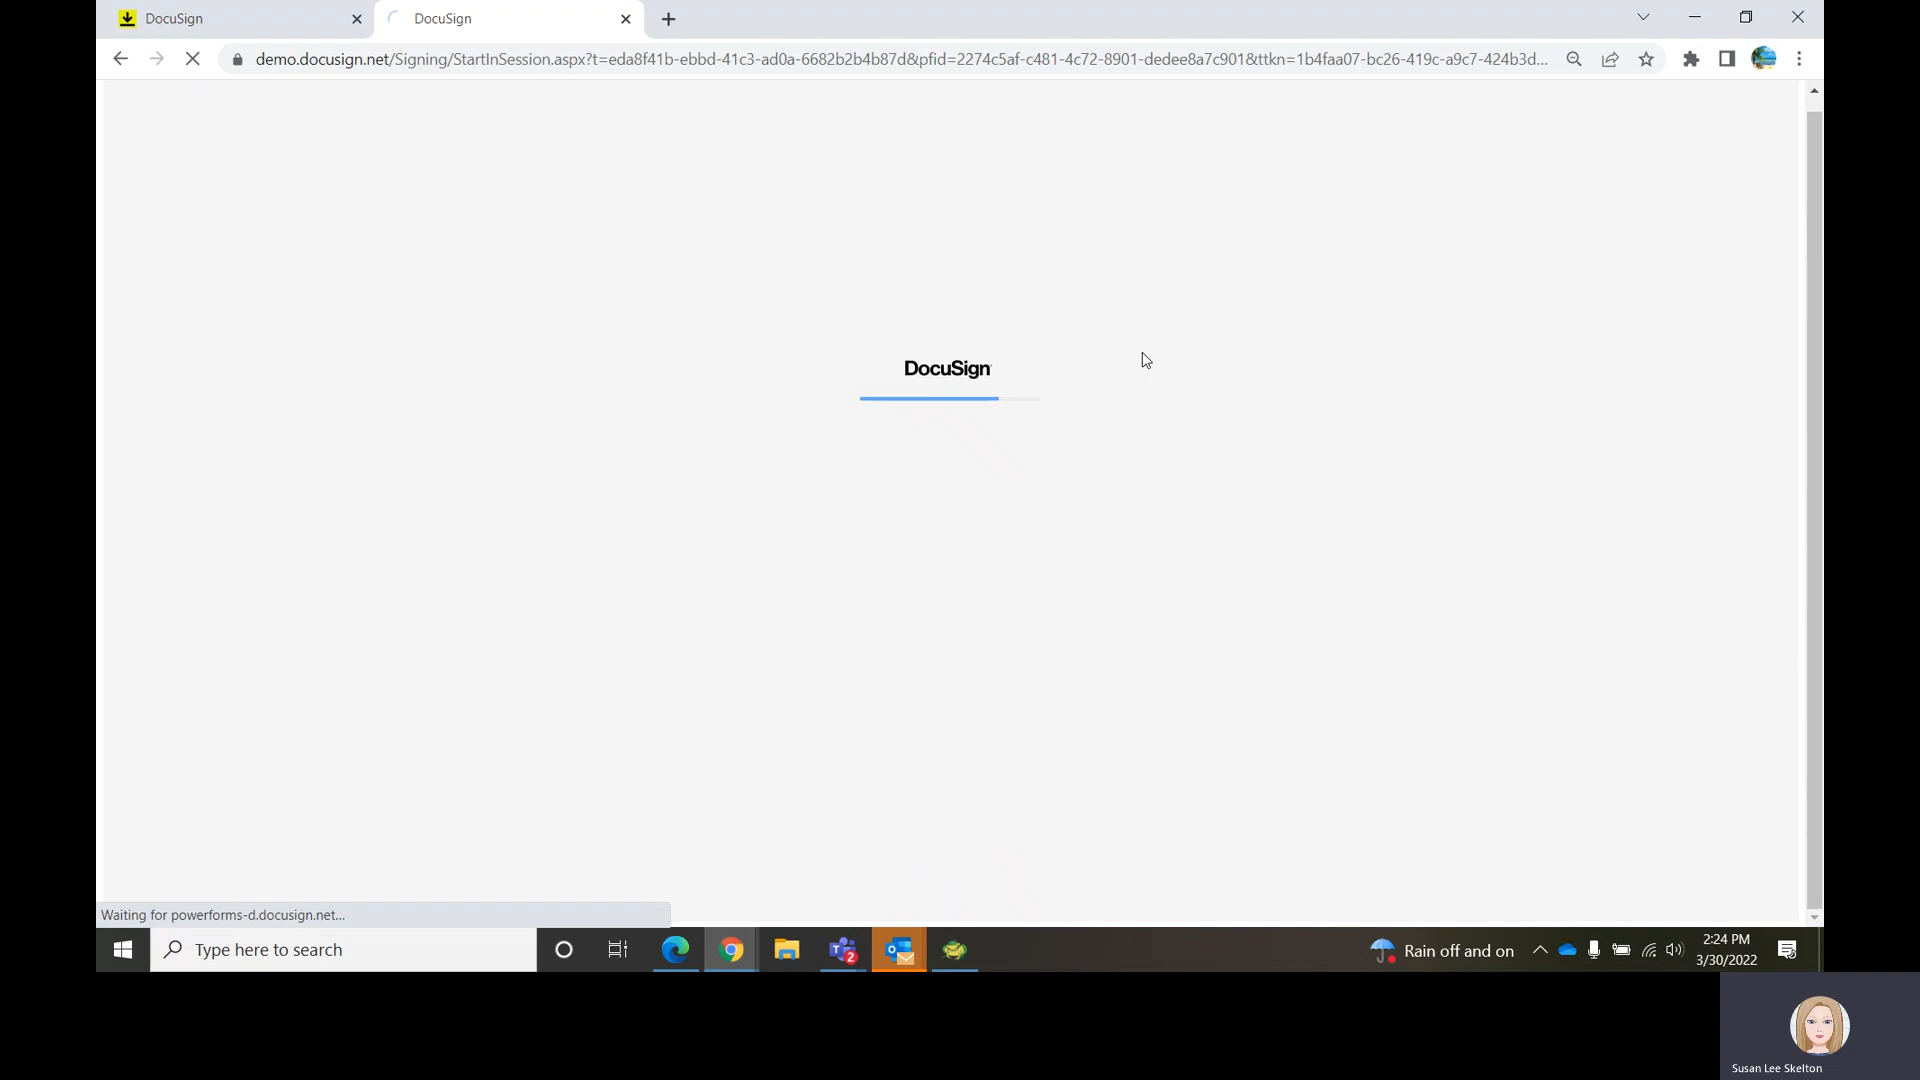 DocuSign
DocuSign
demo.docusign.net/Signing/StartInSession.aspx?t=eda8f41b-ebbd-41c3-ad0a-6682b2b4b87d&pfid=2274c5af-c481-4c72-8901-dedee8a7c901&ttkn=1b4faa07-bc26-419c-a9c7-424b3d...
DocuSign
Waiting for powerforms-d.docusign.net...
Type here to search
2
Rain off and on
2:24 PM
3/30/2022
Susan Lee Skelton